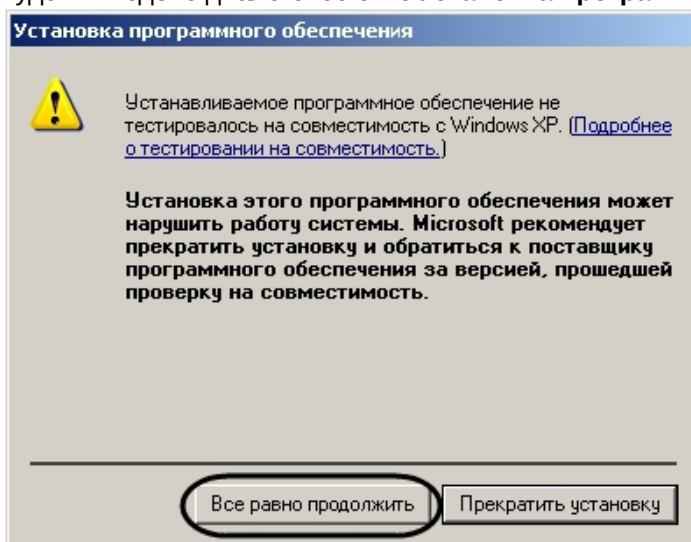 Установка программного обеспечения
Устанавливаемое программное обеспечение не
тестировалось на совместимость с Windows XP. (Подробнее
о тестировании на совместимость.)
Установка этого программного обеспечения может
нарушить работу системы. Microsoft рекомендует
прекратить установку и обратиться к поставщику
программного обеспечения за версией, прошедшей
проверку на совместимость.
Все равно продолжить
Прекратить установку